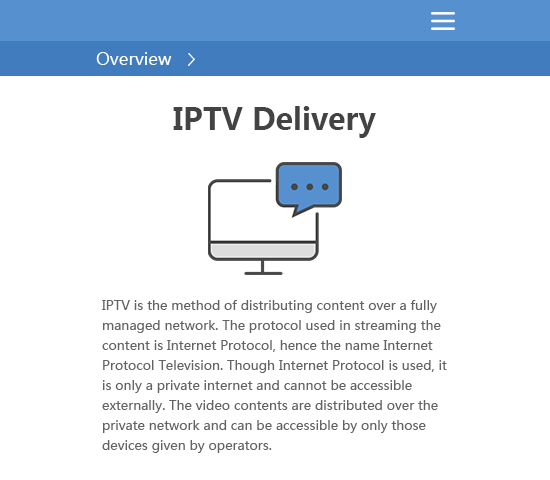 Overview
IPTV Delivery
IPTV is the method of distributing content over a fully
managed network. The protocol used in streaming the
content is Internet Protocol, hence the name Internet
Protocol Television. Though Internet Protocol is used, it
is only a private internet and cannot be accessible
externally. The video contents are distributed over the
private network and can be accessible by only those
devices given by operators.